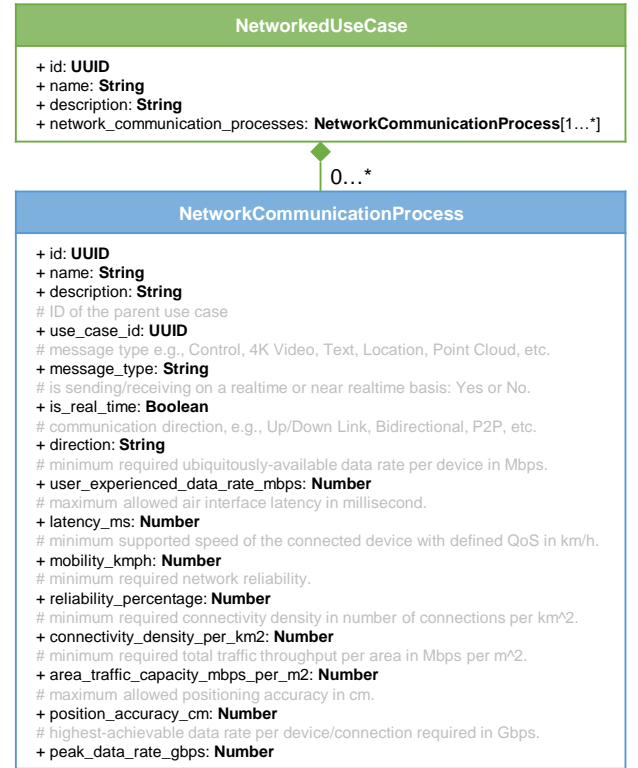 NetworkedUseCase
+ id: UUID
+ name: String
+ description: String
+ network_communication_processes: NetworkCommunicationProcess[1…*]
0…*
NetworkCommunicationProcess
+ id: UUID
+ name: String
+ description: String
# ID of the parent use case
+ use_case_id: UUID
# message type e.g., Control, 4K Video, Text, Location, Point Cloud, etc.
+ message_type: String
# is sending/receiving on a realtime or near realtime basis: Yes or No.
+ is_real_time: Boolean
# communication direction, e.g., Up/Down Link, Bidirectional, P2P, etc.
+ direction: String
# minimum required ubiquitously-available data rate per device in Mbps.
+ user_experienced_data_rate_mbps: Number
# maximum allowed air interface latency in millisecond.
+ latency_ms: Number
# minimum supported speed of the connected device with defined QoS in km/h.
+ mobility_kmph: Number
# minimum required network reliability.
+ reliability_percentage: Number
# minimum required connectivity density in number of connections per km^2.
+ connectivity_density_per_km2: Number
# minimum required total traffic throughput per area in Mbps per m^2.
+ area_traffic_capacity_mbps_per_m2: Number
# maximum allowed positioning accuracy in cm.
+ position_accuracy_cm: Number
# highest-achievable data rate per device/connection required in Gbps.
+ peak_data_rate_gbps: Number